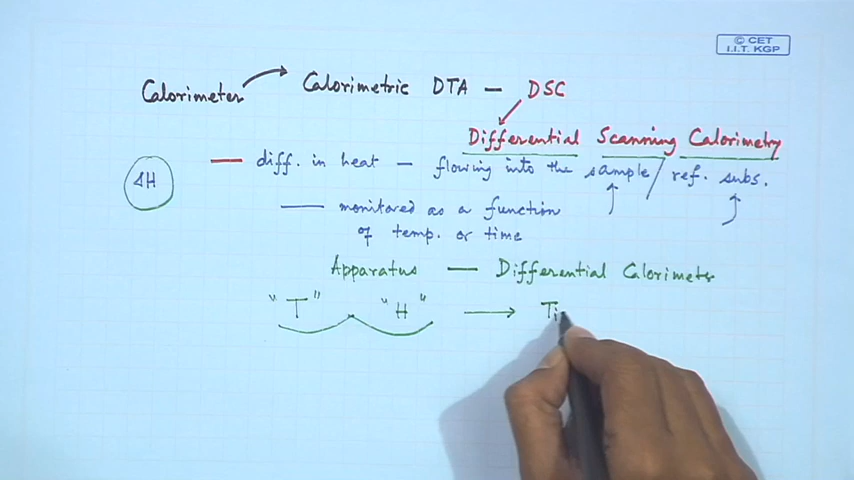 © CET
I.I.T. KGP
Calorimeter Calorimetric DTA — DSC
Differential Scanning Calorimetry
— diff. in heat — flowing into the sample / ref. subs.
ΔH
— monitored as a function
of temp. or time
Apparatus — Differential Calorimeter
"T" "H" → Ti